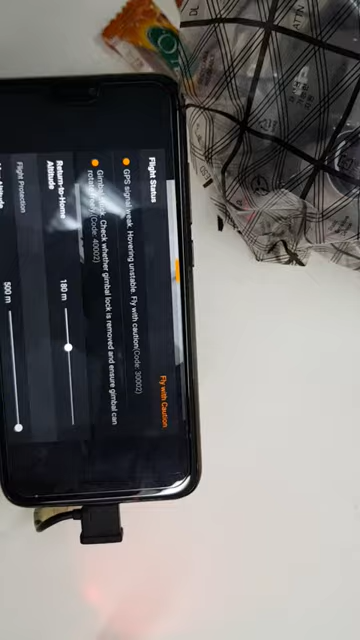 Flight Status
Fly with Caution
GPS signal weak. Hovering unstable. Fly with caution(Code: 30002)
Check whether gimbal lock is removed and ensure gimbal can
(Code: 40002)
Return-to-Home
Altitude
180 m
Flight Protection
500 m